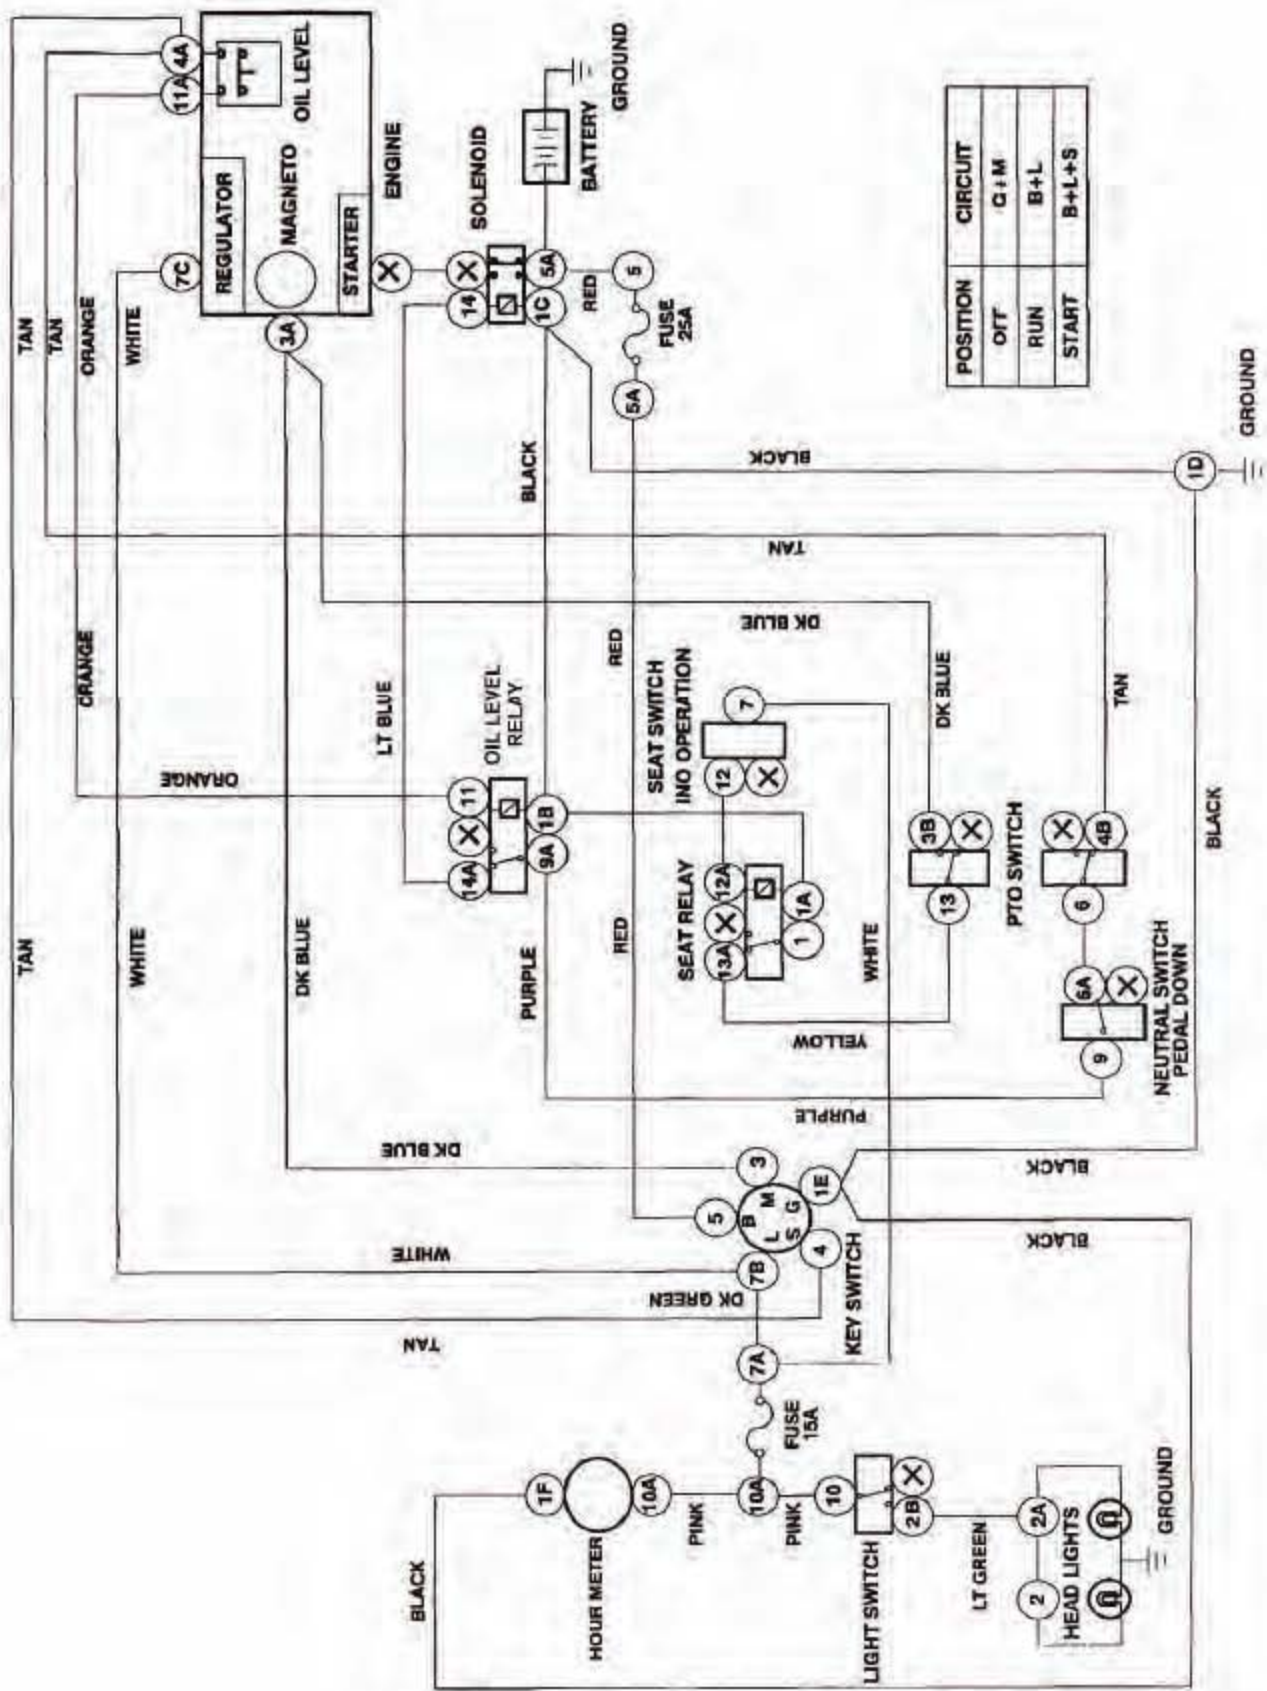 TAN
TAN
TAN
TAN
ORANGE
ORANGE
WHITE
WHITE
7C
11A
4A
ORANGE
REGULATOR
OIL LEVEL
MAGNETO
3A
STARTER
ENGINE
DK BLUE
DK BLUE
WHITE
TAN
BLACK
LT BLUE
14A
11
14
SOLENOID
OIL LEVEL
RELAY
9A
1B
1C
5A
PURPLE
BLACK
BATTERY
GROUND
1F
HOUR METER
10A
RED
RED
RED
5A
5
FUSE
25A
PINK
DK GREEN
SEAT SWITCH
(NO OPERATION
SEAT RELAY
13A
12A
12
7
1
1A
10A
7A
7B
5
3
B
M
L
G
S
4
1E
FUSE
15A
PINK
10
KEY SWITCH
YELLOW
WHITE
DK BLUE
TAN
BLACK
PURPLE
LIGHT SWITCH
2B
3B
13
DK BLUE
PTO SWITCH
LT GREEN
2
2A
HEAD LIGHTS
GROUND
6
4B
6A
9
TAN
NEUTRAL SWITCH
PEDAL DOWN
BLACK
BLACK
BLACK
1D
GROUND
POSITION CIRCUIT
OFF G+M
RUN B+L
START B+L+S